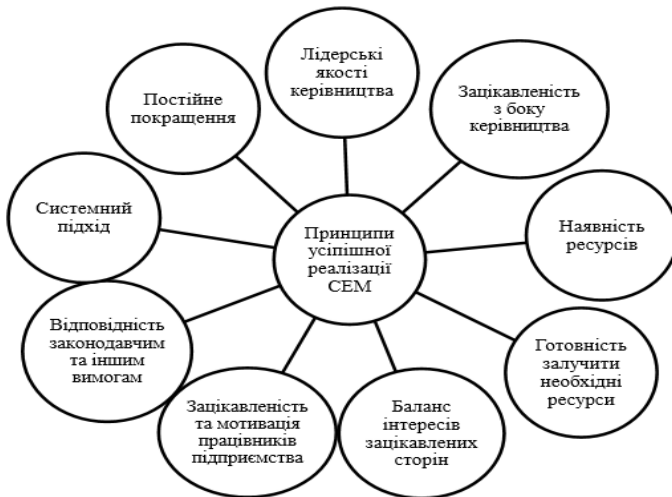 Лідерські
якості
керівництва
Зацікавленість
з боку
керівництва
Наявність
ресурсів
Готовність
залучити
необхідні
ресурси
Баланс
інтересів
зацікавлених
сторін
Зацікавленість
та мотивація
працівників
підприємства
Відповідність
законодавчим
та іншим
вимогам
Системний
підхід
Постійне
покращення
Принципи
усіпішної
реалізації
СЕМ